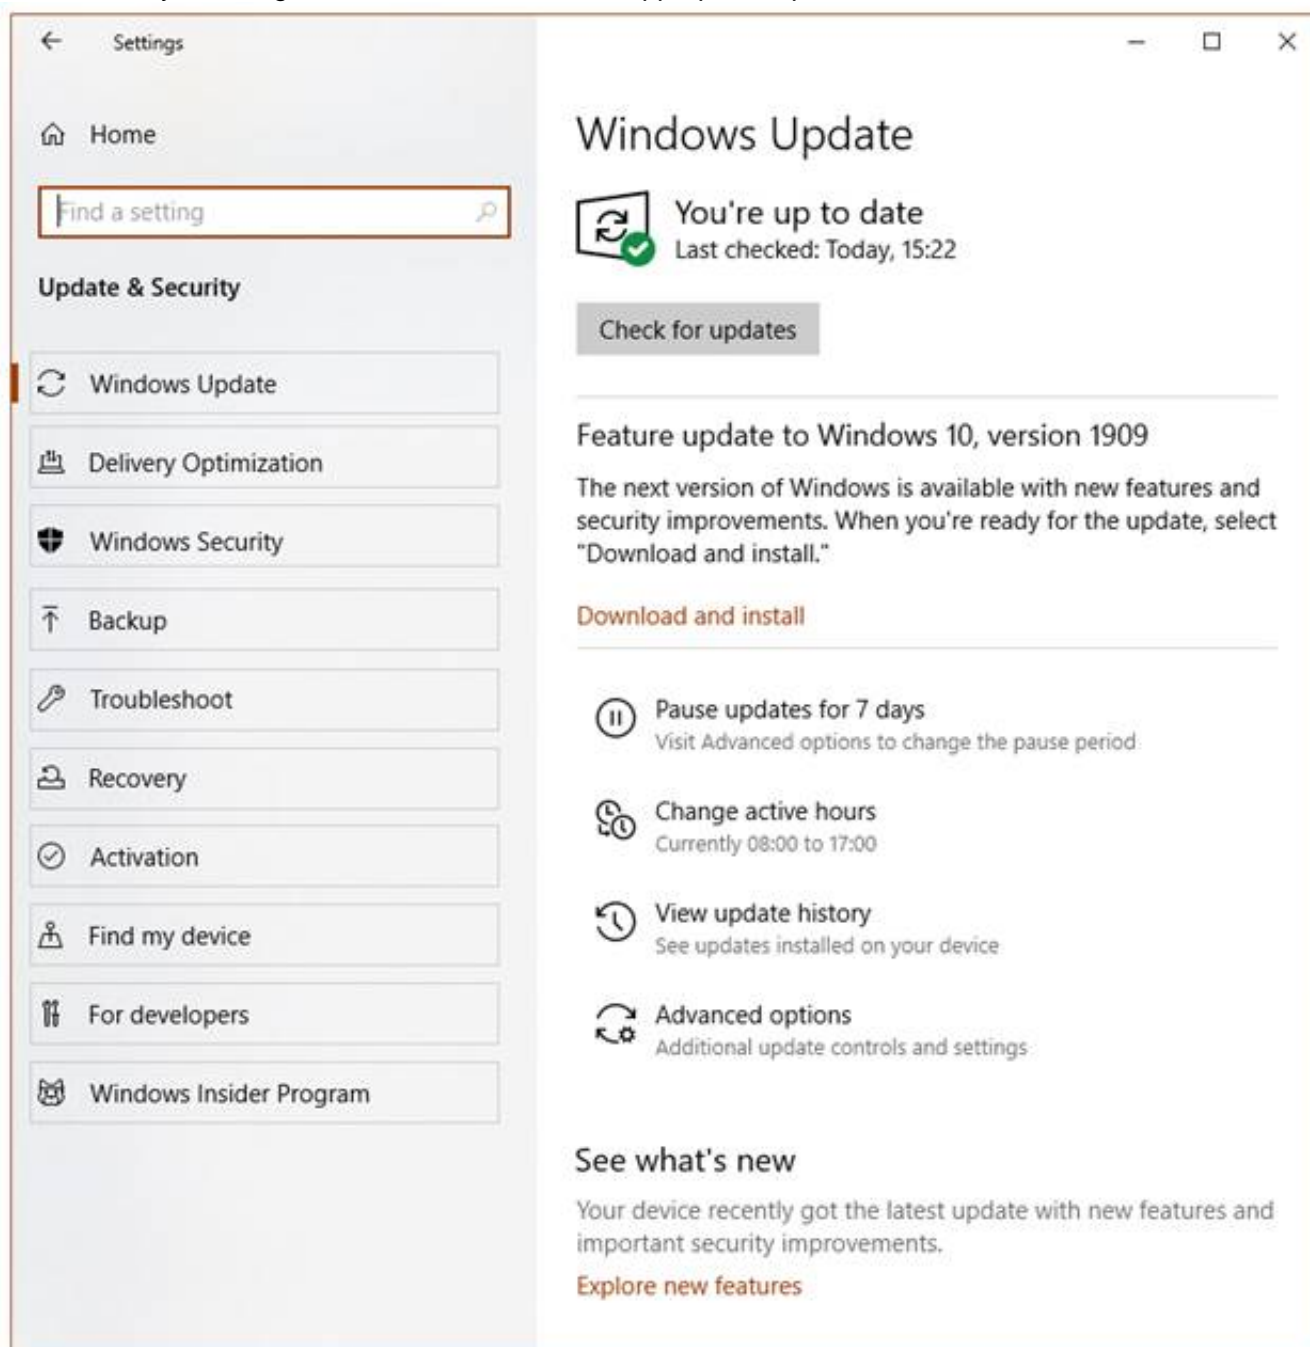 Settings
Home
Find a setting
Update & Security
Windows Update
Delivery Optimization
Windows Security
Backup
Troubleshoot
Recovery
Activation
Find my device
For developers
Windows Insider Program
Windows Update
You're up to date
Last checked: Today, 15:22
Check for updates
Feature update to Windows 10, version 1909
The next version of Windows is available with new features and
security improvements. When you're ready for the update, select
"Download and install."
Download and install
Pause updates for 7 days
Visit Advanced options to change the pause period
Change active hours
Currently 08:00 to 17:00
View update history
See updates installed on your device
Advanced options
Additional update controls and settings
See what's new
Your device recently got the latest update with new features and
important security improvements.
Explore new features